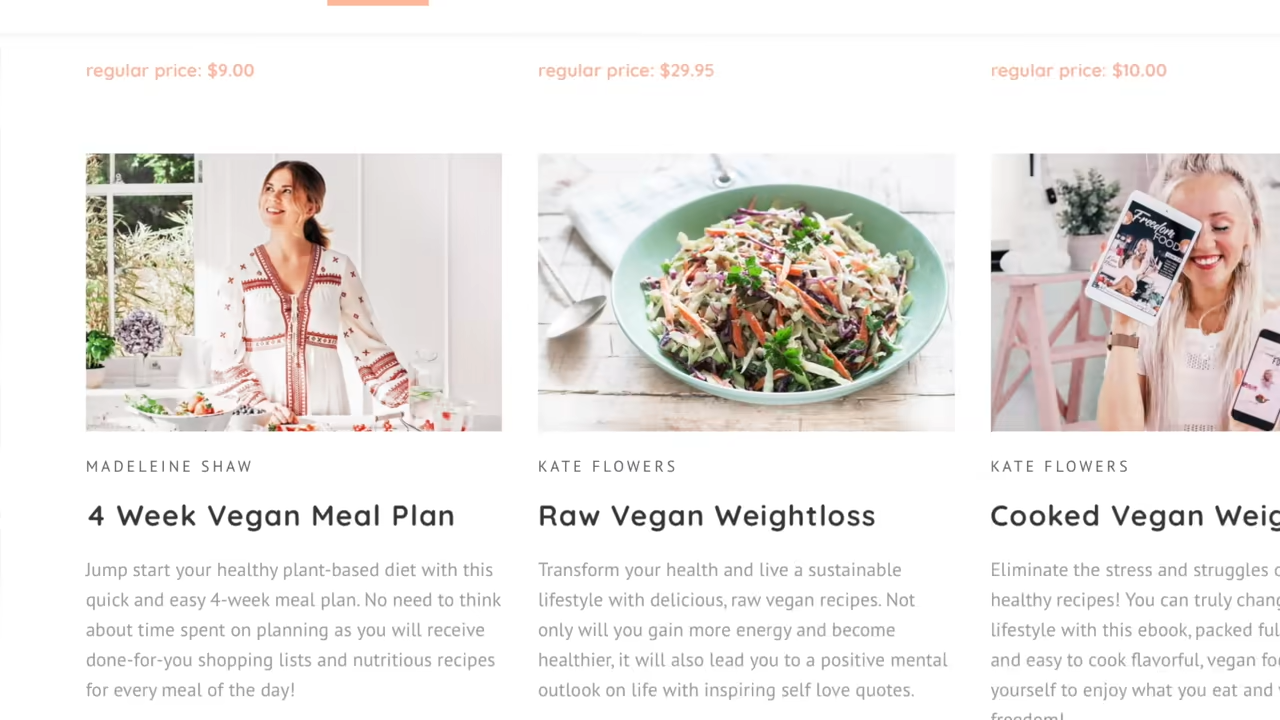 regular price: $9.00
regular price: $29.95
regular price: $10.00
Freedom
FOOD
MADELEINE SHAW
4 Week Vegan Meal Plan
Jump start your healthy plant-based diet with this
quick and easy 4-week meal plan. No need to think
about time spent on planning as you will receive
done-for-you shopping lists and nutritious recipes
for every meal of the day!
KATE FLOWERS
Raw Vegan Weightloss
Transform your health and live a sustainable
lifestyle with delicious, raw vegan recipes. Not
only will you gain more energy and become
healthier, it will also lead you to a positive mental
outlook on life with inspiring self love quotes.
KATE FLOWERS
Cooked Vegan Weig
Eliminate the stress and struggles
healthy recipes! You can truly chang
lifestyle with this ebook, packed ful
and easy to cook flavorful, vegan fo
yourself to enjoy what you eat and
freedom!